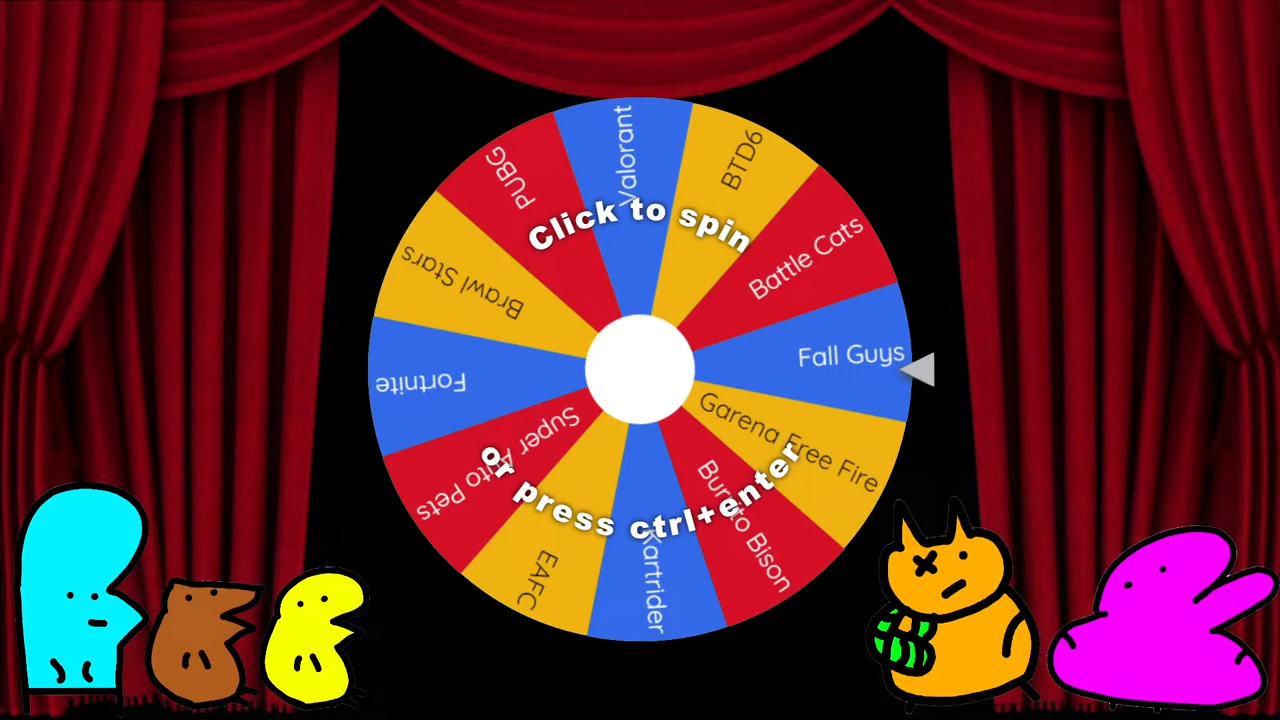 Valorant
BTD6
Battle Cats
Fall Guys
Garena Free Fire
Burrito Bison
Kartrider
EAFC
Super Auto Pets
Fortnite
Brawl Stars
PUBG
Click to spin
or press ctrl+enter